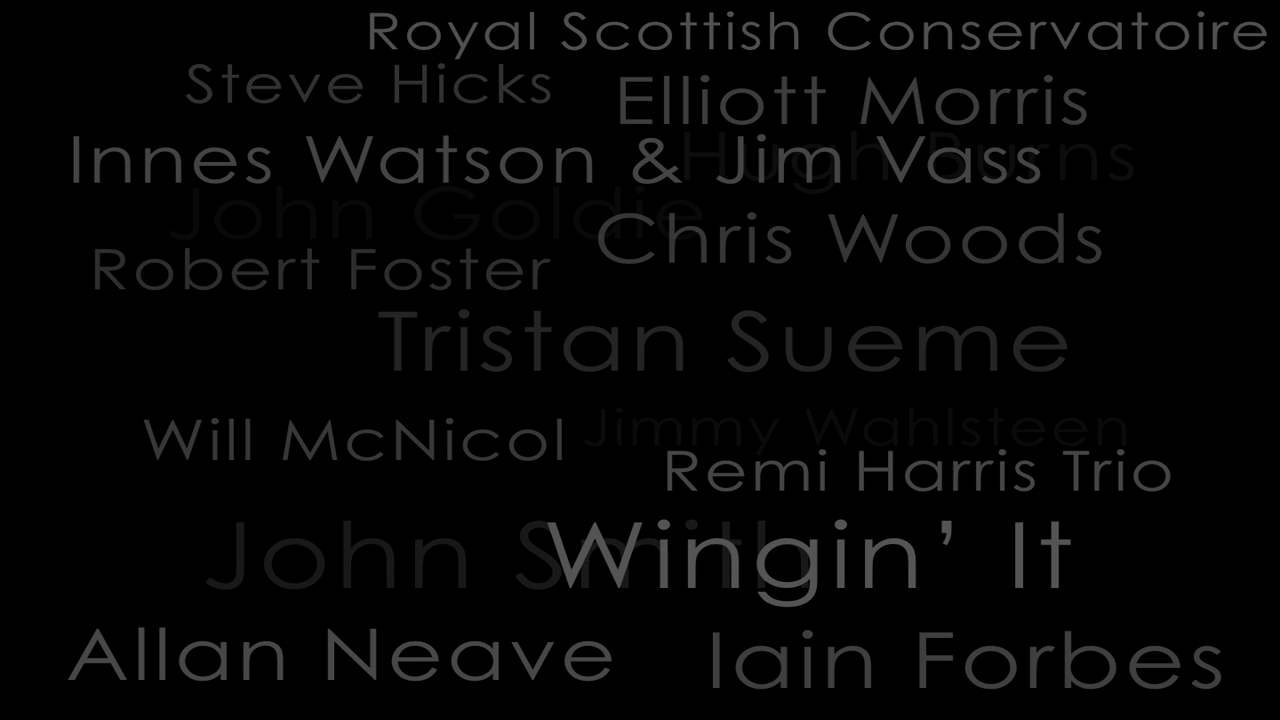 Royal Scottish Conservatoire
Steve Hicks
Elliott Morris
Innes Watson & Jim Vass
Hugh Burns
John Goldie
Chris Woods
Robert Foster
Tristan Sueme
Will McNicol
Jimmy Wahlsteen
Remi Harris Trio
John Smith
Wingin’ It
Allan Neave
Iain Forbes